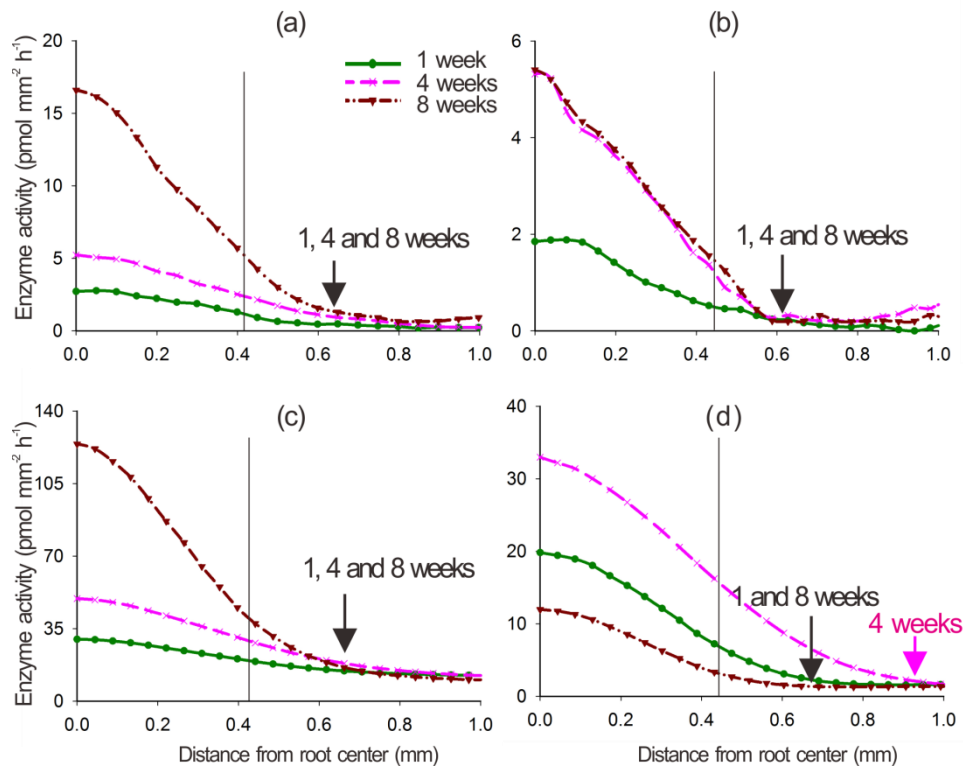 (a)
Enzyme activity (pmol mm⁻² h⁻¹)
20
15
10
5
0
1 week
4 weeks
8 weeks
1, 4 and 8 weeks
0.0 0.2 0.4 0.6 0.8 1.0
(b)
6
4
2
0
1, 4 and 8 weeks
0.0 0.2 0.4 0.6 0.8 1.0
(c)
Enzyme activity (pmol mm⁻² h⁻¹)
140
105
70
35
0
1, 4 and 8 weeks
0.0 0.2 0.4 0.6 0.8 1.0
Distance from root center (mm)
(d)
40
30
20
10
0
1 and 8 weeks
4 weeks
0.0 0.2 0.4 0.6 0.8 1.0
Distance from root center (mm)